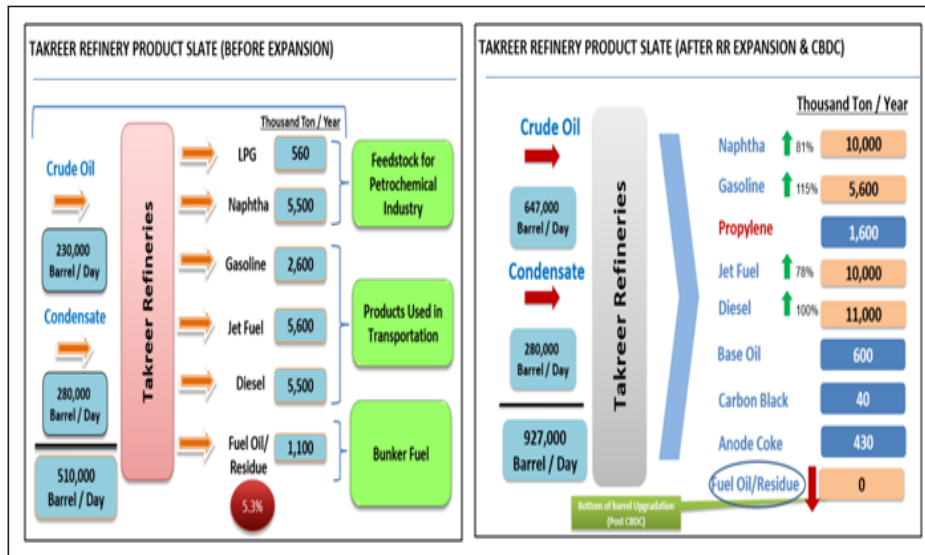 TAKREER REFINERY PRODUCT SLATE (BEFORE EXPANSION)
Thousand Ton / Year
Crude Oil
230,000
Barrel / Day
Condensate
280,000
Barrel / Day
510,000
Barrel / Day
Takreer Refineries
LPG
560
Naphtha
5,500
Gasoline
2,600
Jet Fuel
5,600
Diesel
5,500
Fuel Oil/
Residue
1,100
5.3%
Feedstock for
Petrochemical
Industry
Products Used in
Transportation
Bunker Fuel
TAKREER REFINERY PRODUCT SLATE (AFTER RR EXPANSION & CBDC)
Thousand Ton / Year
Crude Oil
647,000
Barrel / Day
Condensate
280,000
Barrel / Day
927,000
Barrel / Day
Takreer Refineries
Naphtha
81%
10,000
Gasoline
115%
5,600
Propylene
1,600
Jet Fuel
78%
10,000
Diesel
100%
11,000
Base Oil
600
Carbon Black
40
Anode Coke
430
Fuel Oil/Residue
0
Bottom of barrel Upgradation
(Post CBDC)